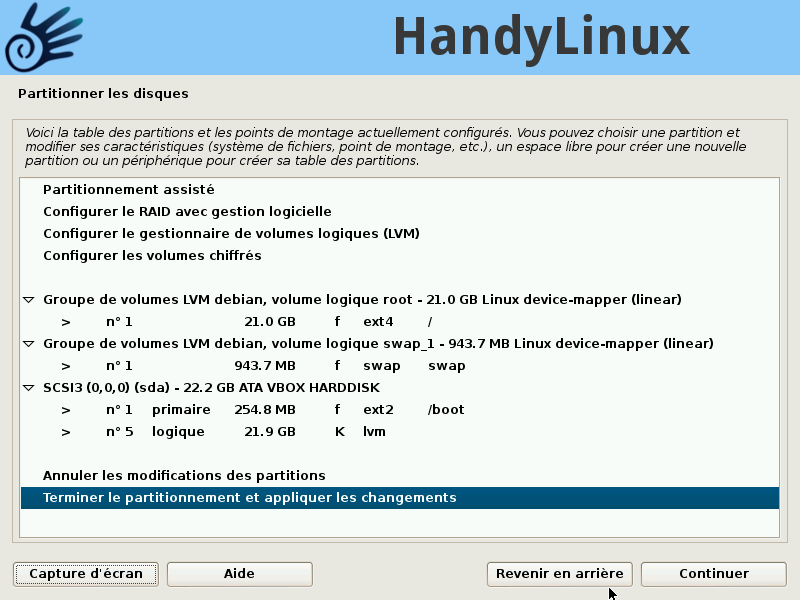 HandyLinux
Partitionner les disques
Voici la table des partitions et les points de montage actuellement configurés. Vous pouvez choisir une partition et
modifier ses caractéristiques (système de fichiers, point de montage, etc.), un espace libre pour créer une nouvelle
partition ou un périphérique pour créer sa table des partitions.
Partitionnement assisté
Configurer le RAID avec gestion logicielle
Configurer le gestionnaire de volumes logiques (LVM)
Configurer les volumes chiffrés
Groupe de volumes LVM debian, volume logique root - 21.0 GB Linux device-mapper (linear)
> n° 1 21.0 GB f ext4 /
Groupe de volumes LVM debian, volume logique swap_1 - 943.7 MB Linux device-mapper (linear)
> n° 1 943.7 MB f swap swap
SCSI3 (0,0,0) (sda) - 22.2 GB ATA VBOX HARDDISK
> n° 1 primaire 254.8 MB f ext2 /boot
> n° 5 logique 21.9 GB K lvm
Annuler les modifications des partitions
Terminer le partitionnement et appliquer les changements
Capture d'écran Aide Revenir en arrière Continuer